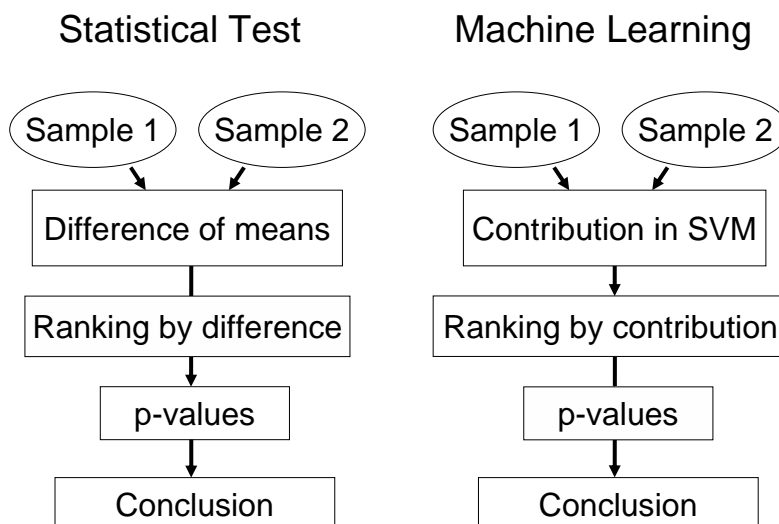 Statistical Test
Sample 1
Sample 2
Difference of means
Ranking by difference
p-values
Conclusion
Machine Learning
Sample 1
Sample 2
Contribution in SVM
Ranking by contribution
p-values
Conclusion